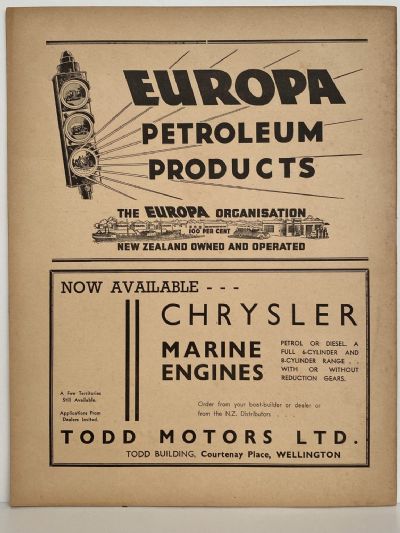 EUROPA
PETROLEUM
PRODUCTS
THE EUROPA ORGANISATION
100 PER CENT
NEW ZEALAND OWNED AND OPERATED
NOW AVAILABLE - - -
CHRYSLER
MARINE
ENGINES
PETROL OR DIESEL. A
FULL 6-CYLINDER AND
8-CYLINDER RANGE . .
WITH OR WITHOUT
REDUCTION GEARS.
A Few Territories
Still Available.
Applications From
Dealers Invited.
Order from your boat-builder or dealer or
from the N.Z. Distributors . . . .
TODD MOTORS LTD.
TODD BUILDING, Courtenay Place, WELLINGTON